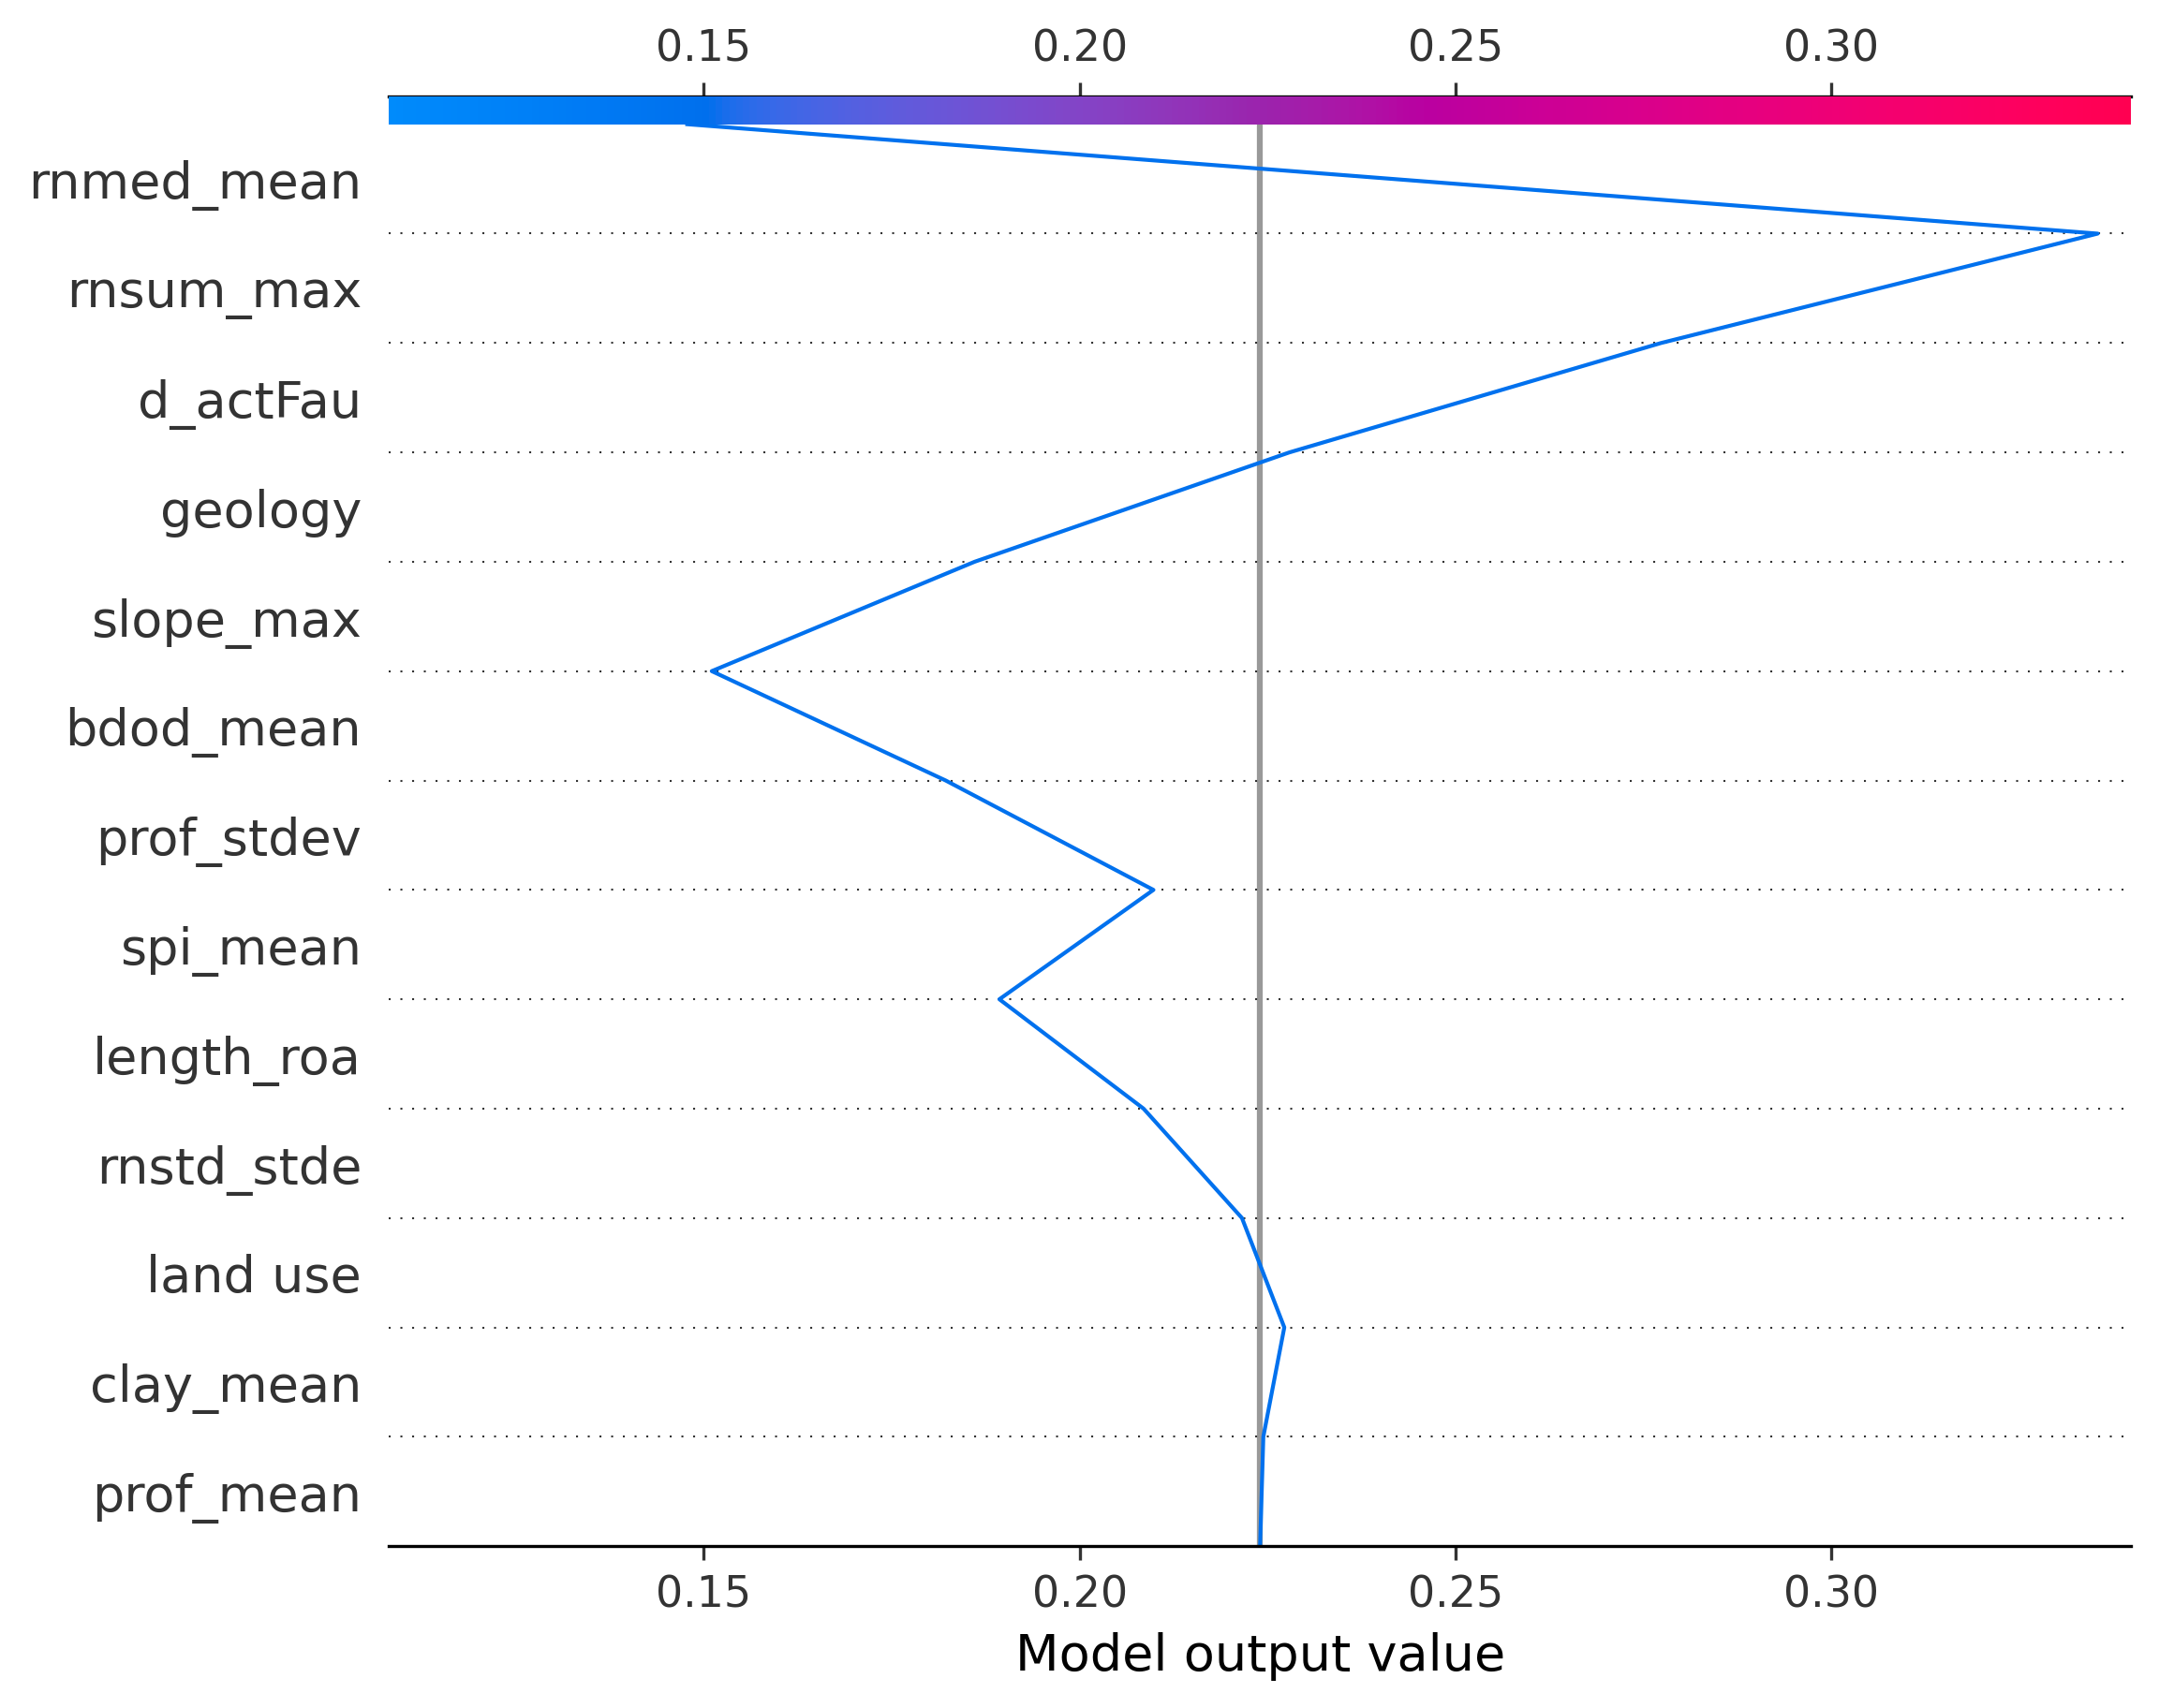 0.15 0.20 0.25 0.30
rnmed_mean
rnsum_max
d_actFau
geology
slope_max
bdod_mean
prof_stdev
spi_mean
length_roa
rnstd_stde
land use
clay_mean
prof_mean
0.15 0.20 0.25 0.30
Model output value